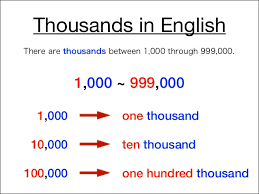 Thousands in English
There are thousands between 1,000 through 999,000.
1,000 ~ 999,000
1,000 one thousand
10,000 ten thousand
100,000 one hundred thousand